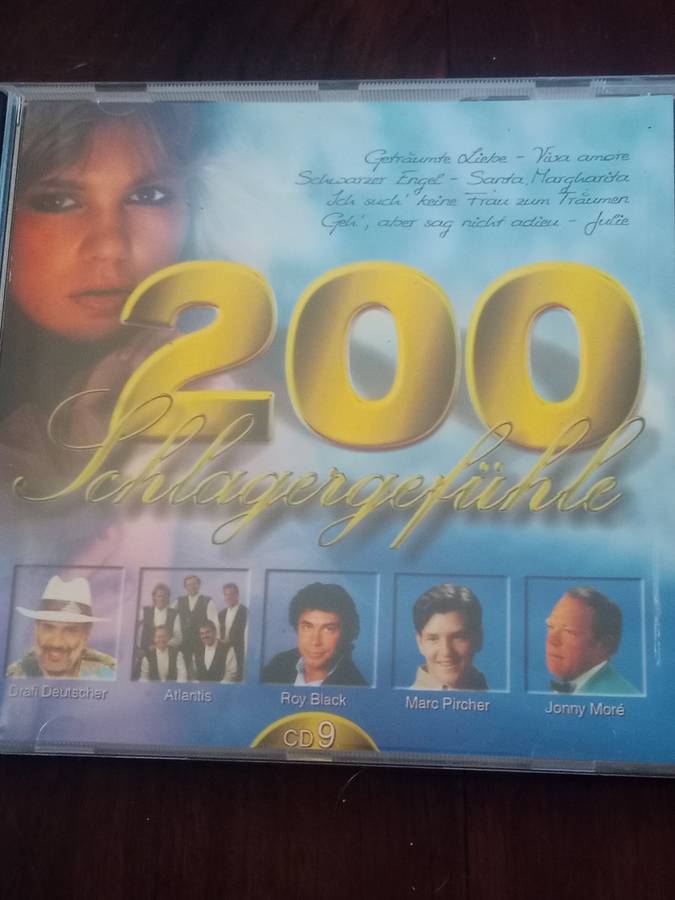 Geträumte Liebe - Viva amore
Schwarzer Engel - Santa Margharita
Ich such' keine Frau zum Träumen
Geh', aber sag nicht adieu - Julie
200
Schlagergefühle
Drafi Deutscher
Atlantis
Roy Black
Marc Pircher
Jonny Moré
CD 9